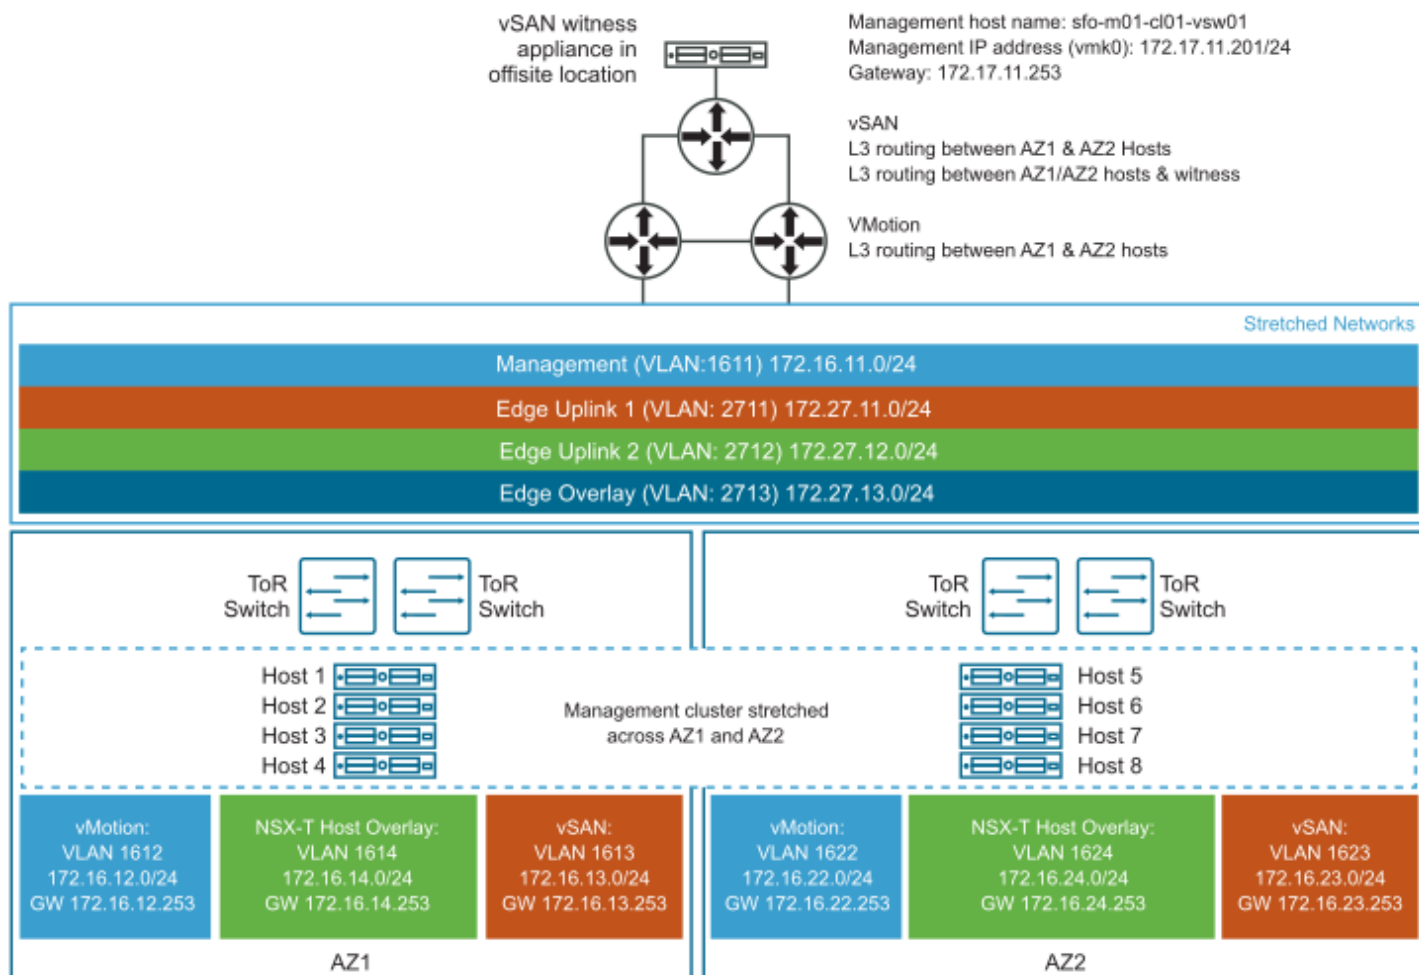 vSAN witness
appliance in
offisite location
Management host name: sfo-m01-cl01-vsw01
Management IP address (vmk0): 172.17.11.201/24
Gateway: 172.17.11.253
vSAN
L3 routing between AZ1 & AZ2 Hosts
L3 routing between AZ1/AZ2 hosts & witness
VMotion
L3 routing between AZ1 & AZ2 hosts
Stretched Networks
Management (VLAN:1611) 172.16.11.0/24
Edge Uplink 1 (VLAN: 2711) 172.27.11.0/24
Edge Uplink 2 (VLAN: 2712) 172.27.12.0/24
Edge Overlay (VLAN: 2713) 172.27.13.0/24
ToR
Switch
ToR
Switch
ToR
Switch
ToR
Switch
Host 1
Host 2
Host 3
Host 4
Management cluster stretched
across AZ1 and AZ2
Host 5
Host 6
Host 7
Host 8
vMotion:
VLAN 1612
172.16.12.0/24
GW 172.16.12.253
NSX-T Host Overlay:
VLAN 1614
172.16.14.0/24
GW 172.16.14.253
vSAN:
VLAN 1613
172.16.13.0/24
GW 172.16.13.253
vMotion:
VLAN 1622
172.16.22.0/24
GW 172.16.22.253
NSX-T Host Overlay:
VLAN 1624
172.16.24.0/24
GW 172.16.24.253
vSAN:
VLAN 1623
172.16.23.0/24
GW 172.16.23.253
AZ1
AZ2